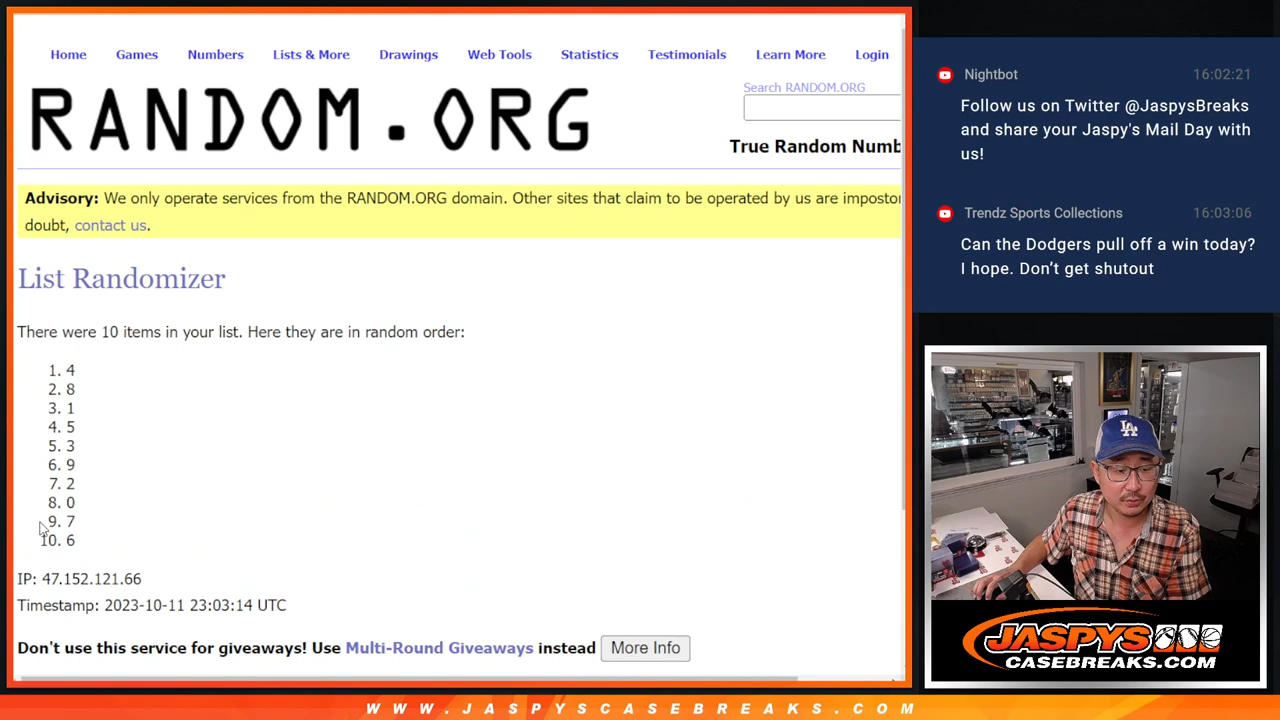 Home Games Numbers Lists & More Drawings Web Tools Statistics Testimonials Learn More Login
RANDOM.ORG
Search RANDOM.ORG
True Random Numb
Advisory: We only operate services from the RANDOM.ORG domain. Other sites that claim to be operated by us are impostor
doubt, contact us.
List Randomizer
There were 10 items in your list. Here they are in random order:
1. 4
2. 8
3. 1
4. 5
5. 3
6. 9
7. 2
8. 0
9. 7
10. 6
IP: 47.152.121.66
Timestamp: 2023-10-11 23:03:14 UTC
Don't use this service for giveaways! Use Multi-Round Giveaways instead More Info
Nightbot 16:02:21
Follow us on Twitter @JaspysBreaks
and share your Jaspy's Mail Day with
us!
Trendz Sports Collections 16:03:06
Can the Dodgers pull off a win today?
I hope. Don't get shutout
LA
JASPYS
CASEBREAKS.COM
WWW.JASPYSCASEBREAKS.COM